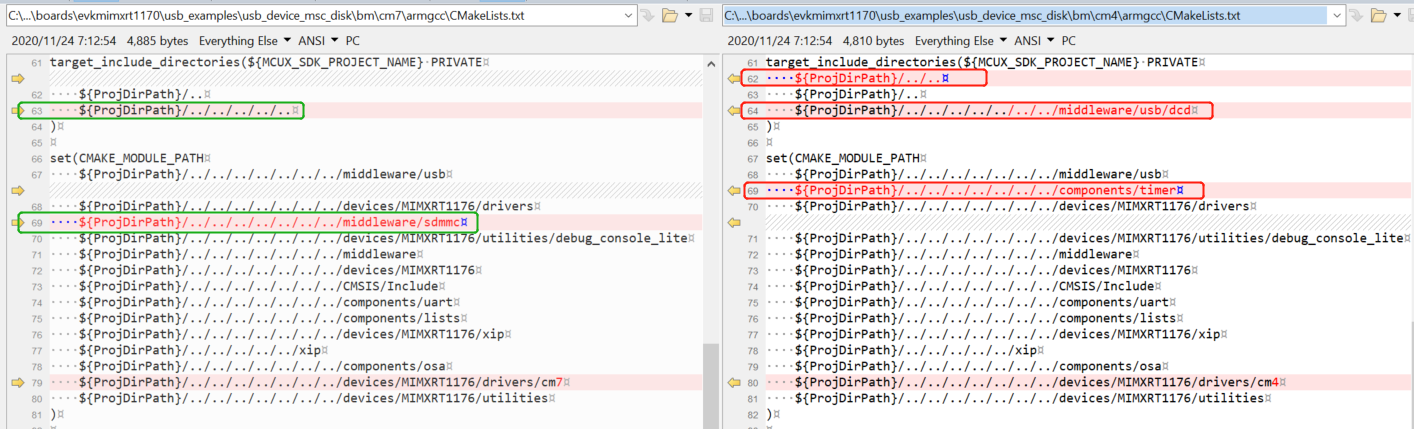 C:\...\boards\evkmimxrt1170\usb_examples\usb_device_msc_disk\bm\cm7\armgcc\CMakeLists.txt
2020/11/24 7:12:54 4,885 bytes Everything Else ANSI PC
61 target_include_directories(${MCUX_SDK_PROJECT_NAME}·PRIVATE¤
62 ····${ProjDirPath}/..¤
63 ····${ProjDirPath}/../../../../..¤
64 )¤
65 ¤
66 set(CMAKE_MODULE_PATH¤
67 ····${ProjDirPath}/../../../../../../../middleware/usb¤
68 ····${ProjDirPath}/../../../../../../../devices/MIMXRT1176/drivers¤
69 ····${ProjDirPath}/../../../../../../../middleware/sdmmc¤
70 ····${ProjDirPath}/../../../../../../../devices/MIMXRT1176/utilities/debug_console_lite¤
71 ····${ProjDirPath}/../../../../../../../middleware¤
72 ····${ProjDirPath}/../../../../../../../devices/MIMXRT1176¤
73 ····${ProjDirPath}/../../../../../../../CMSIS/Include¤
74 ····${ProjDirPath}/../../../../../../../components/uart¤
75 ····${ProjDirPath}/../../../../../../../components/lists¤
76 ····${ProjDirPath}/../../../../../../../devices/MIMXRT1176/xip¤
77 ····${ProjDirPath}/../../../../../xip¤
78 ····${ProjDirPath}/../../../../../../../components/osa¤
79 ····${ProjDirPath}/../../../../../../../devices/MIMXRT1176/drivers/cm7¤
80 ····${ProjDirPath}/../../../../../../../devices/MIMXRT1176/utilities¤
81 )¤
C:\...\boards\evkmimxrt1170\usb_examples\usb_device_msc_disk\bm\cm4\armgcc\CMakeLists.txt
2020/11/24 7:12:54 4,810 bytes Everything Else ANSI PC
61 target_include_directories(${MCUX_SDK_PROJECT_NAME}·PRIVATE¤
62 ····${ProjDirPath}/../..¤
63 ····${ProjDirPath}/..¤
64 ····${ProjDirPath}/../../../../../../../middleware/usb/dcd¤
65 )¤
66 ¤
67 set(CMAKE_MODULE_PATH¤
68 ····${ProjDirPath}/../../../../../../../middleware/usb¤
69 ····${ProjDirPath}/../../../../../../../components/timer¤
70 ····${ProjDirPath}/../../../../../../../devices/MIMXRT1176/drivers¤
71 ····${ProjDirPath}/../../../../../../../devices/MIMXRT1176/utilities/debug_console_lite¤
72 ····${ProjDirPath}/../../../../../../../middleware¤
73 ····${ProjDirPath}/../../../../../../../devices/MIMXRT1176¤
74 ····${ProjDirPath}/../../../../../../../CMSIS/Include¤
75 ····${ProjDirPath}/../../../../../../../components/uart¤
76 ····${ProjDirPath}/../../../../../../../components/lists¤
77 ····${ProjDirPath}/../../../../../../../devices/MIMXRT1176/xip¤
78 ····${ProjDirPath}/../../../../../xip¤
79 ····${ProjDirPath}/../../../../../../../components/osa¤
80 ····${ProjDirPath}/../../../../../../../devices/MIMXRT1176/drivers/cm4¤
81 ····${ProjDirPath}/../../../../../../../devices/MIMXRT1176/utilities¤
82 )¤